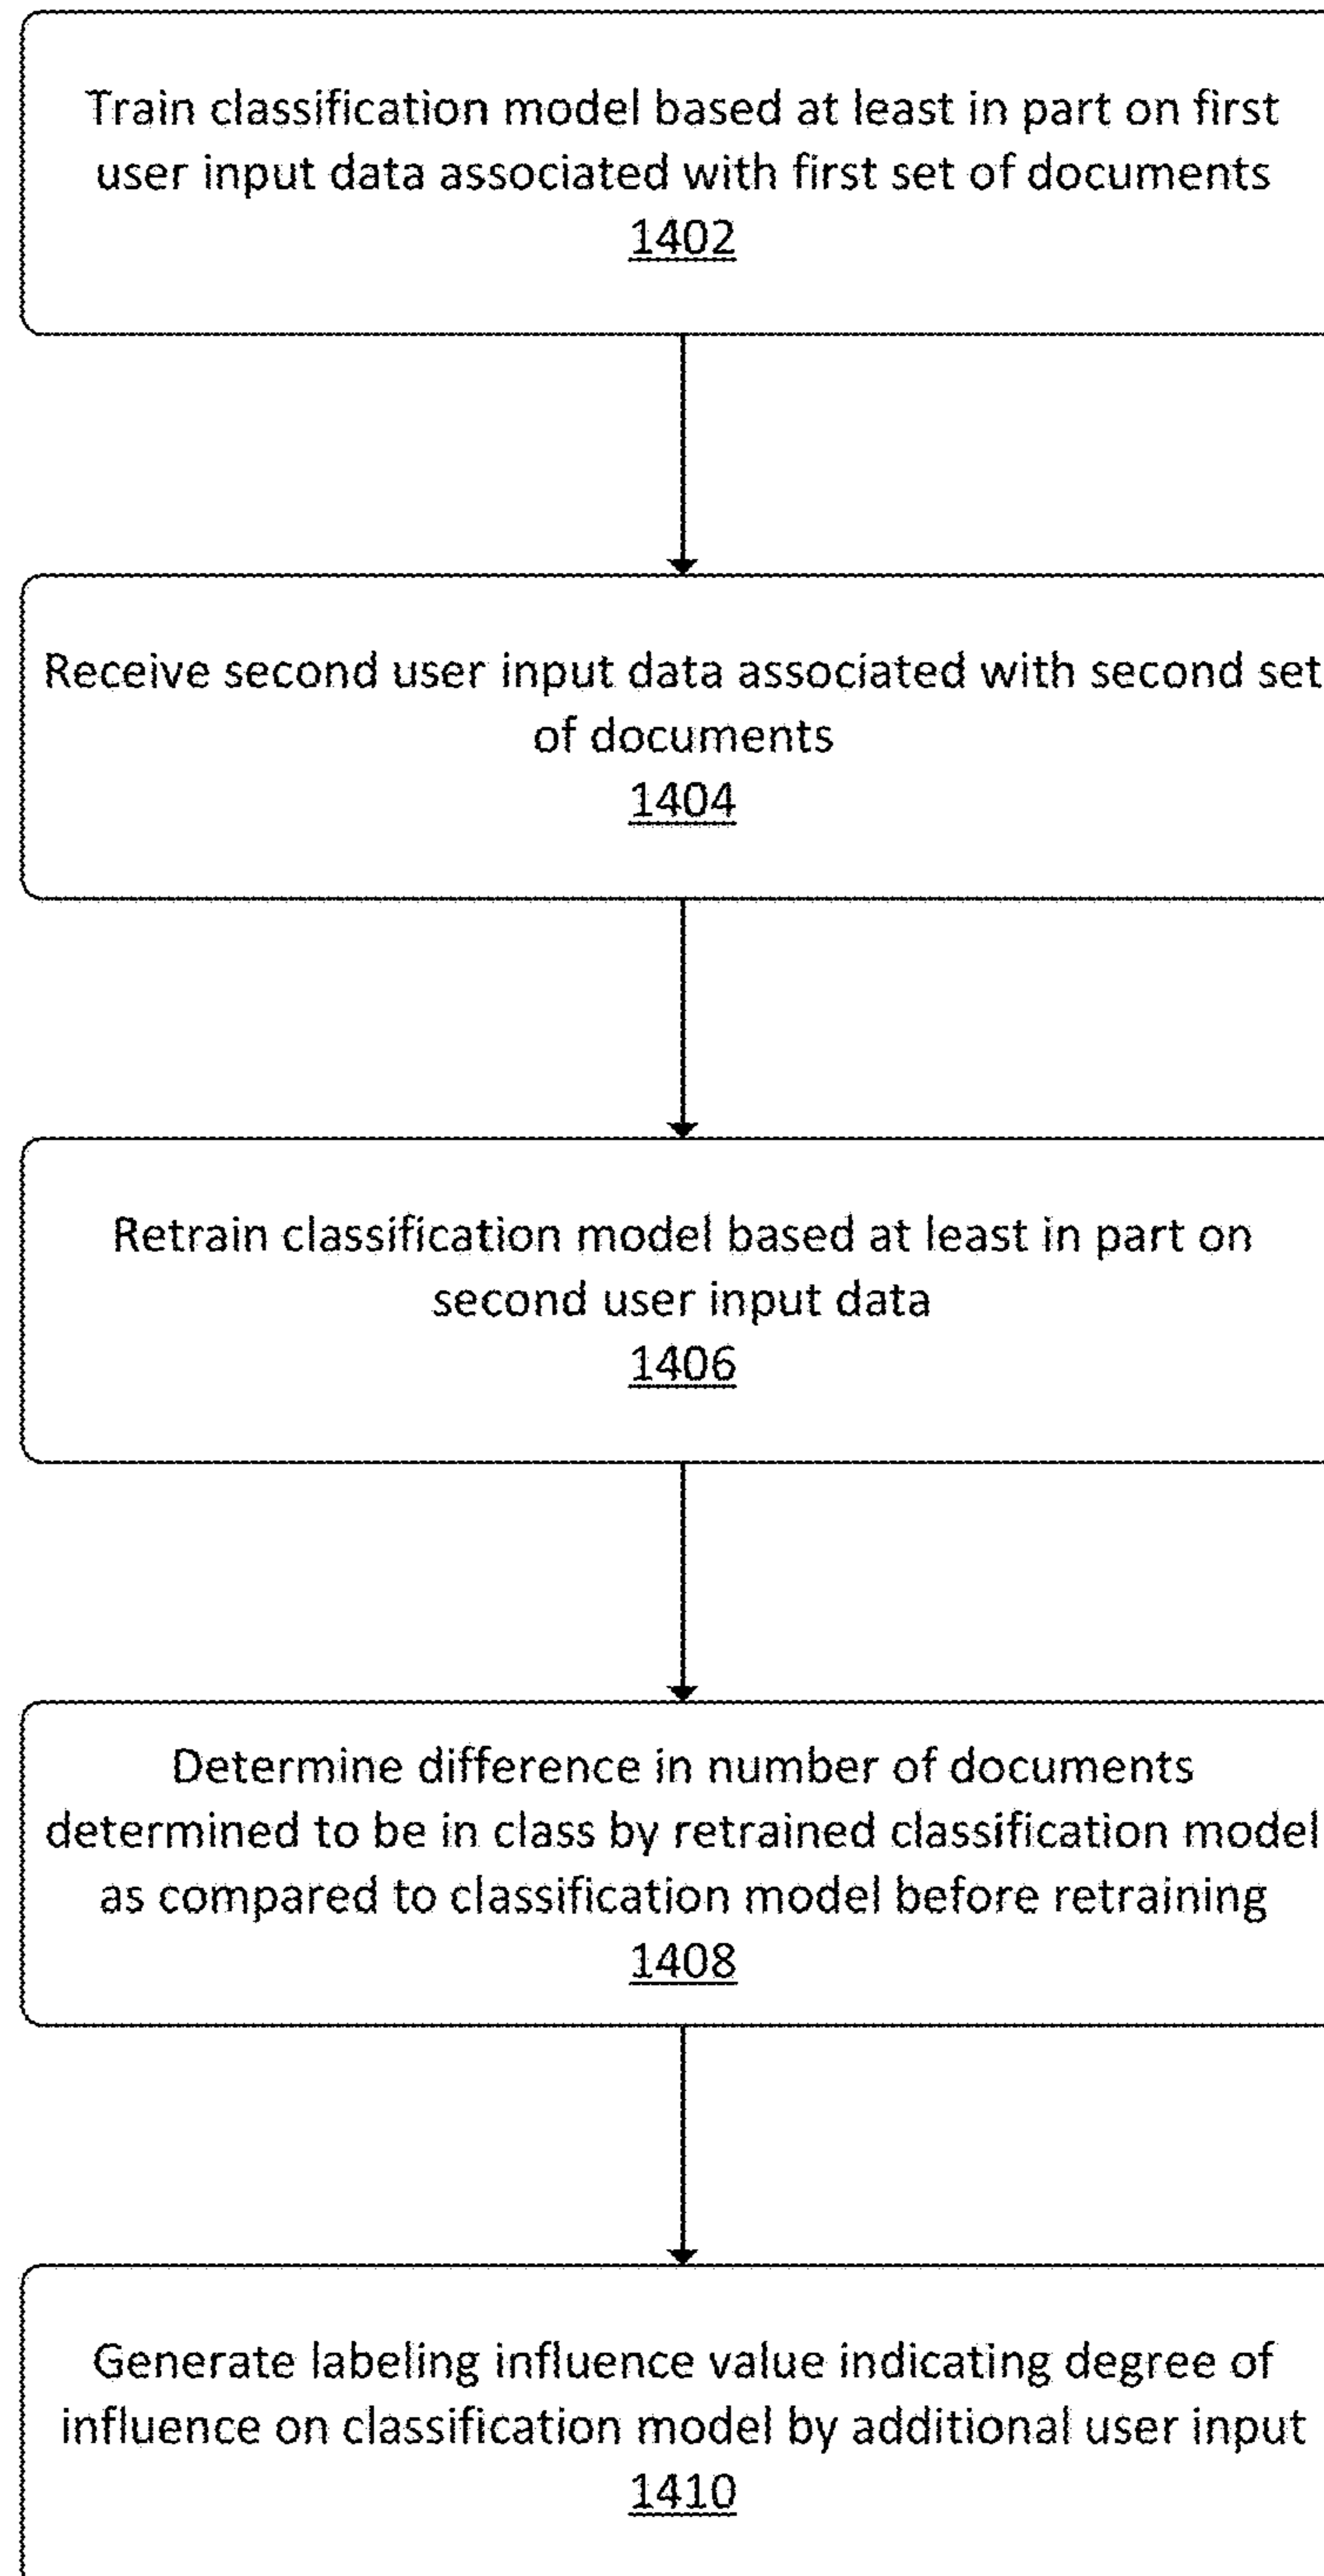 Train classification model based at least in part on first
user input data associated with first set of documents
1402
Receive second user input data associated with second set
of documents
1404
Retrain classification model based at least in part on
second user input data
1406
Determine difference in number of documents
determined to be in class by retrained classification model
as compared to classification model before retraining
1408
Generate labeling influence value indicating degree of
influence on classification model by additional user input
1410